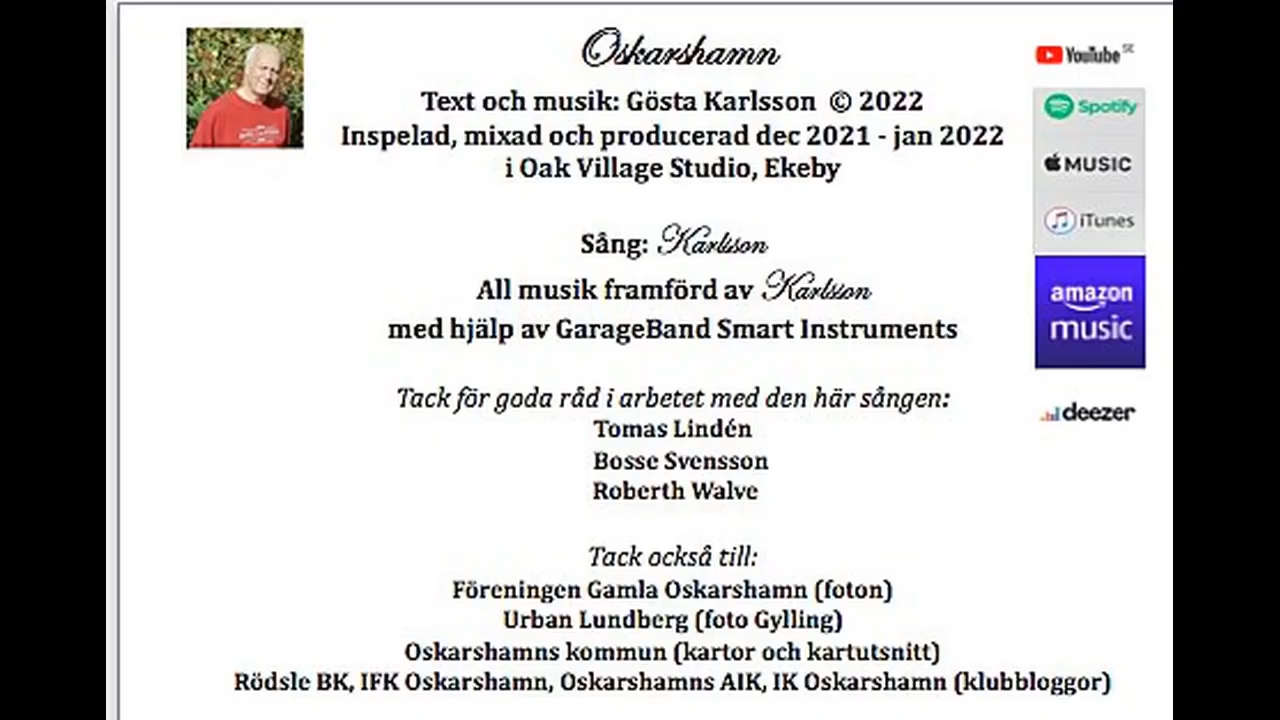 Oskarshamn
Text och musik: Gösta Karlsson © 2022
Inspelad, mixad och producerad dec 2021 - jan 2022
i Oak Village Studio, Ekeby
Sång: Karlsson
All musik framförd av Karlsson
med hjälp av GarageBand Smart Instruments
Tack för goda råd i arbetet med den här sången:
Tomas Lindén
Bosse Svensson
Roberth Walve
Tack också till:
Föreningen Gamla Oskarshamn (foton)
Urban Lundberg (foto Gylling)
Oskarshamns kommun (kartor och kartutsnitt)
Rödsle BK, IFK Oskarshamn, Oskarshamns AIK, IK Oskarshamn (klubbloggor)
YouTube SE
Spotify
MUSIC
iTunes
amazon
music
deezer